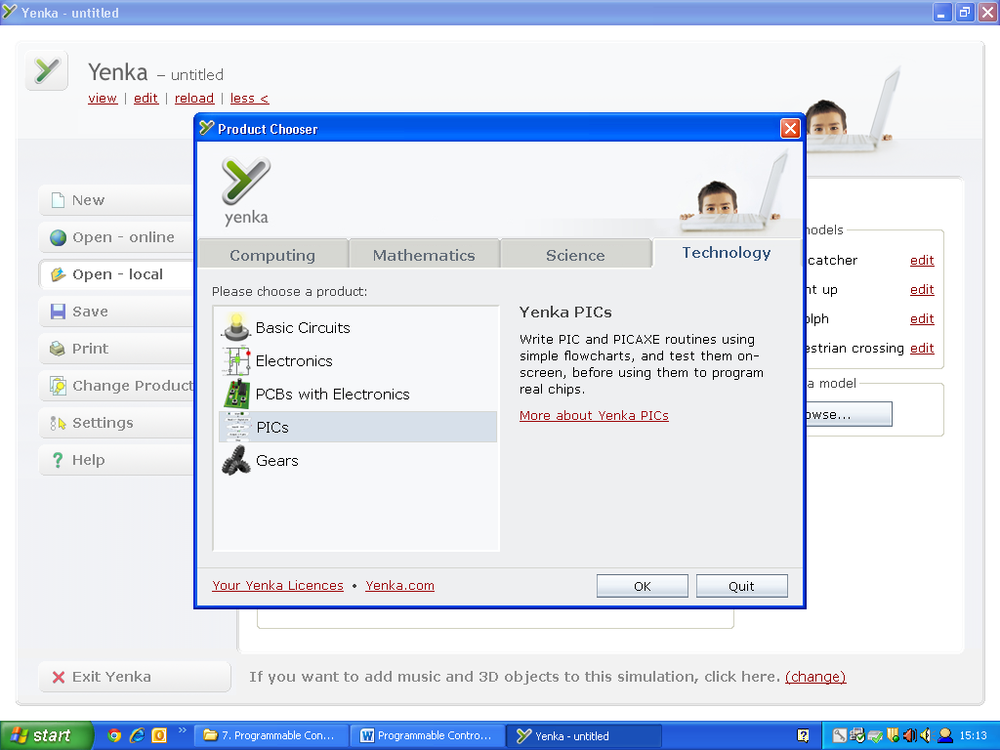 Yenka - untitled
Yenka – untitled
view | edit | reload | less <
Product Chooser
yenka
New
Open - online
Open - local
Save
Print
Change Product
Settings
Help
Computing
Mathematics
Science
Technology
Please choose a product:
Basic Circuits
Electronics
PCBs with Electronics
PICs
Gears
Yenka PICs
Write PIC and PICAXE routines using
simple flowcharts, and test them on-
screen, before using them to program
real chips.
More about Yenka PICs
odels
catcher edit
nt up edit
olph edit
estrian crossing edit
a model
owse...
Your Yenka Licences • Yenka.com
OK
Quit
Exit Yenka
If you want to add music and 3D objects to this simulation, click here. (change)
start
7. Programmable Con...
Programmable Contro...
Yenka - untitled
15:13